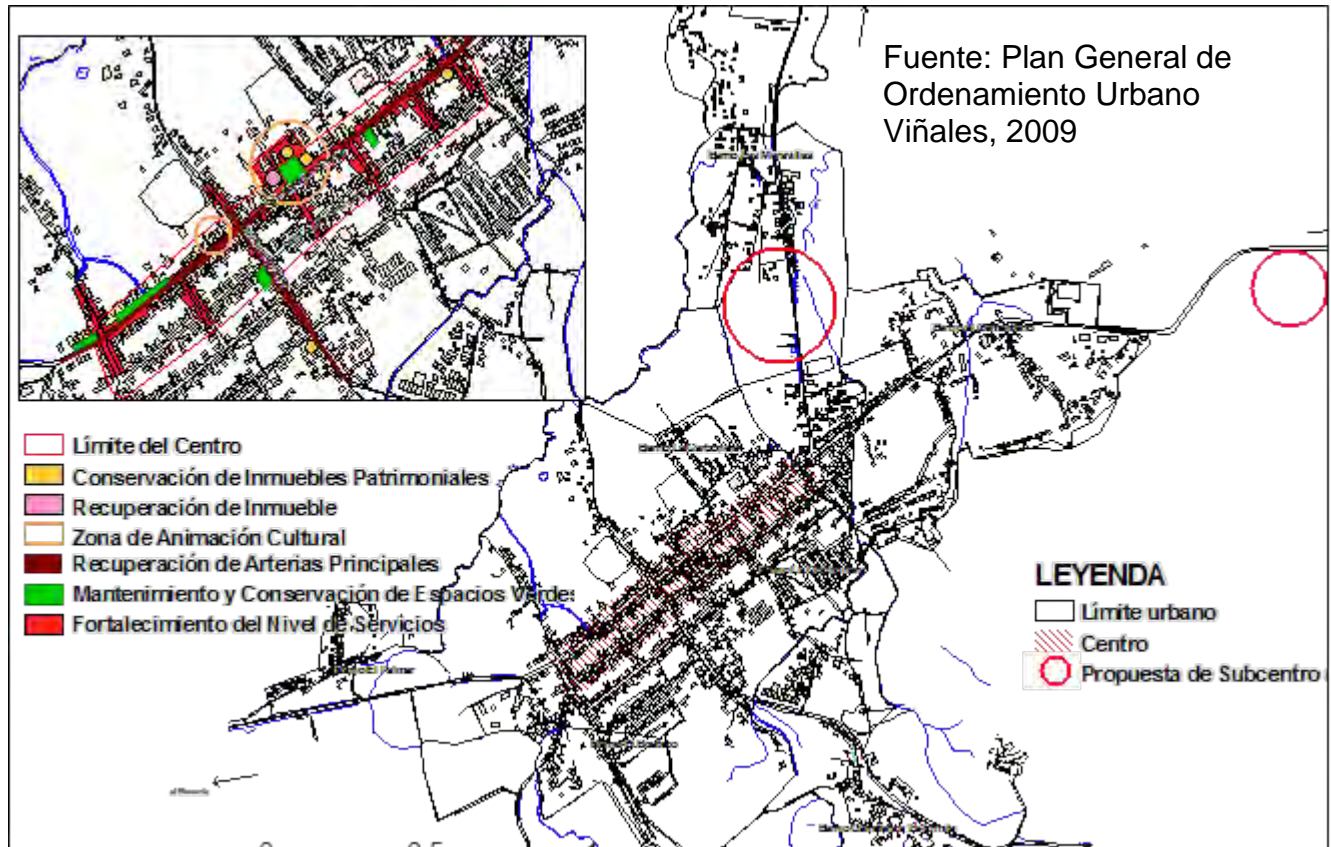 Fuente: Plan General de
Ordenamiento Urbano
Viñales, 2009
Límite del Centro
Conservación de Inmuebles Patrimoniales
Recuperación de Inmueble
Zona de Animación Cultural
Recuperación de Arterias Principales
Mantenimiento y Conservación de Espacios Verdes
Fortalecimiento del Nivel de Servicios
LEYENDA
Límite urbano
Centro
Propuesta de Subcentro